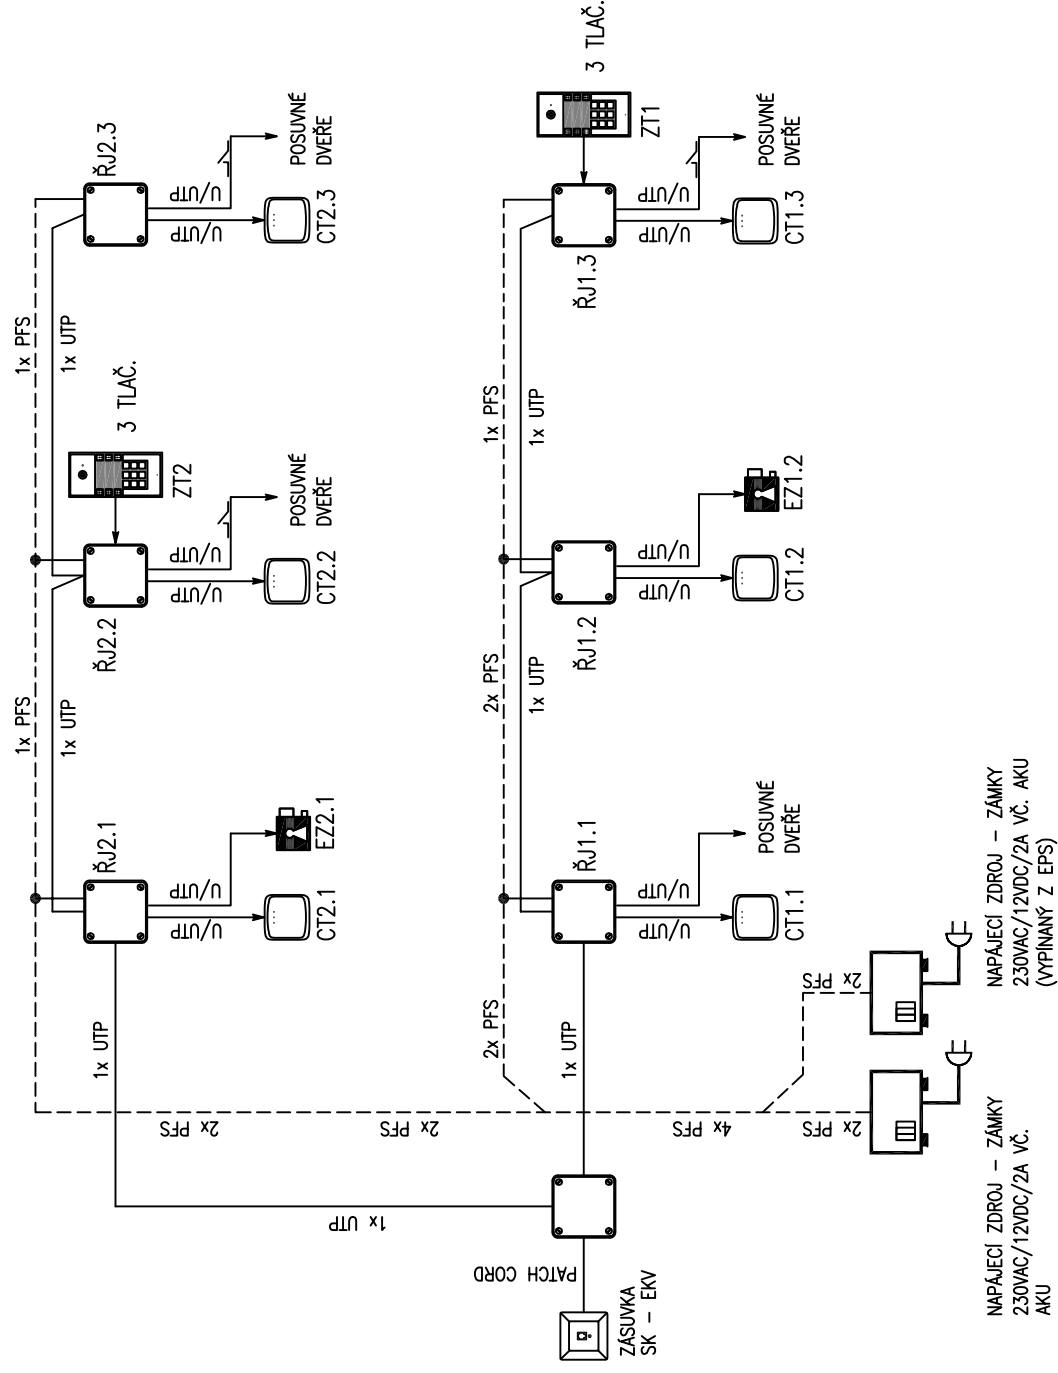 1x PFS
1x UTP
ŘJ2.3
U/UTP
U/UTP
CT2.3
POSUVNÉ
DVEŘE
3 TLAČ.
ZT2
1x PFS
1x UTP
ŘJ2.2
U/UTP
U/UTP
CT2.2
POSUVNÉ
DVEŘE
ŘJ2.1
U/UTP
U/UTP
CT2.1
EZ2.1
1x UTP
2x PFS
2x PFS
3 TLAČ.
ZT1
1x PFS
1x UTP
ŘJ1.3
U/UTP
U/UTP
CT1.3
POSUVNÉ
DVEŘE
2x PFS
1x UTP
ŘJ1.2
U/UTP
U/UTP
CT1.2
EZ1.2
ŘJ1.1
U/UTP
U/UTP
CT1.1
POSUVNÉ
DVEŘE
2x PFS
1x UTP
4x PFS
2x PFS
2x PFS
1x UTP
PATCH CORD
ZÁSUVKA
SK - EKV
NAPÁJECÍ ZDROJ - ZÁMKY
230VAC/12VDC/2A VČ.
AKU
NAPÁJECÍ ZDROJ - ZÁMKY
230VAC/12VDC/2A VČ. AKU
(VYPÍNANÝ Z EPS)